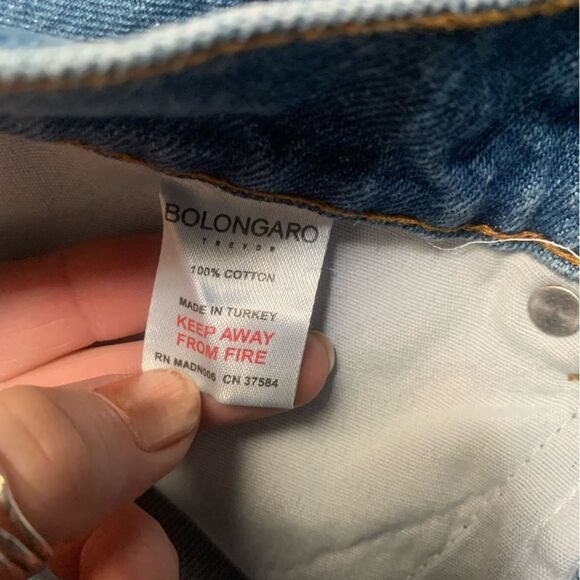 BOLONGARO
TREVOR
100% COTTON
MADE IN TURKEY
KEEP AWAY
FROM FIRE
RN MADN006 CN 37584